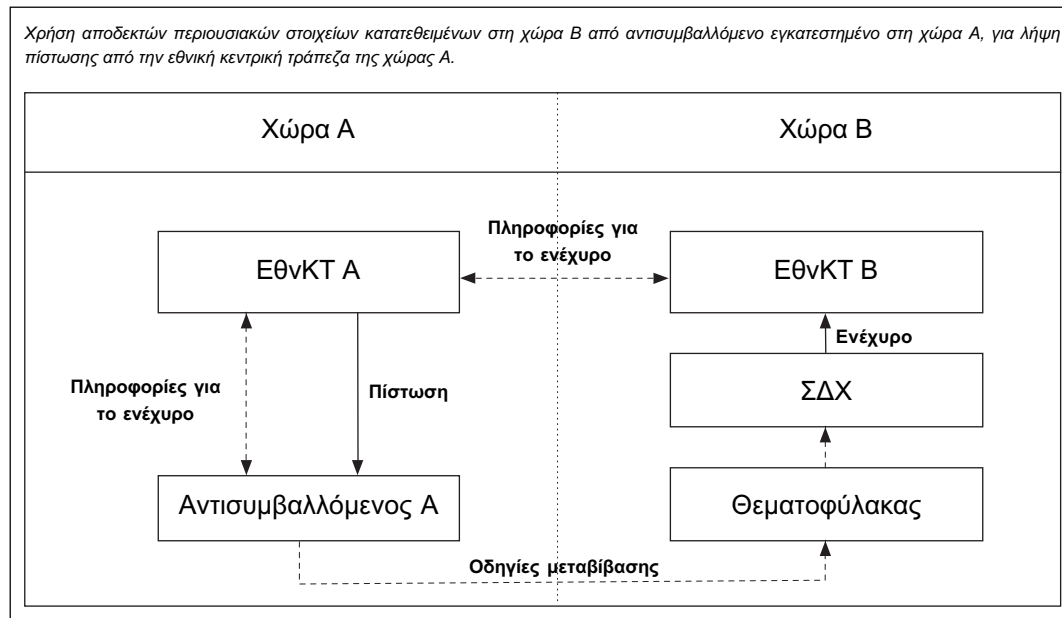 Χρήση αποδεκτών περιουσιακών στοιχείων κατατεθειμένων στη χώρα Β από αντισυμβαλλόμενο εγκατεστημένο στη χώρα Α, για λήψη
πίστωσης από την εθνική κεντρική τράπεζα της χώρας Α.
Χώρα Α
Χώρα Β
Πληροφορίες για
το ενέχυρο
ΕθνΚΤ Α
ΕθνΚΤ Β
Ενέχυρο
Πληροφορίες για
το ενέχυρο
Πίστωση
ΣΔΧ
Αντισυμβαλλόμενος Α
Θεματοφύλακας
Οδηγίες μεταβίβασης